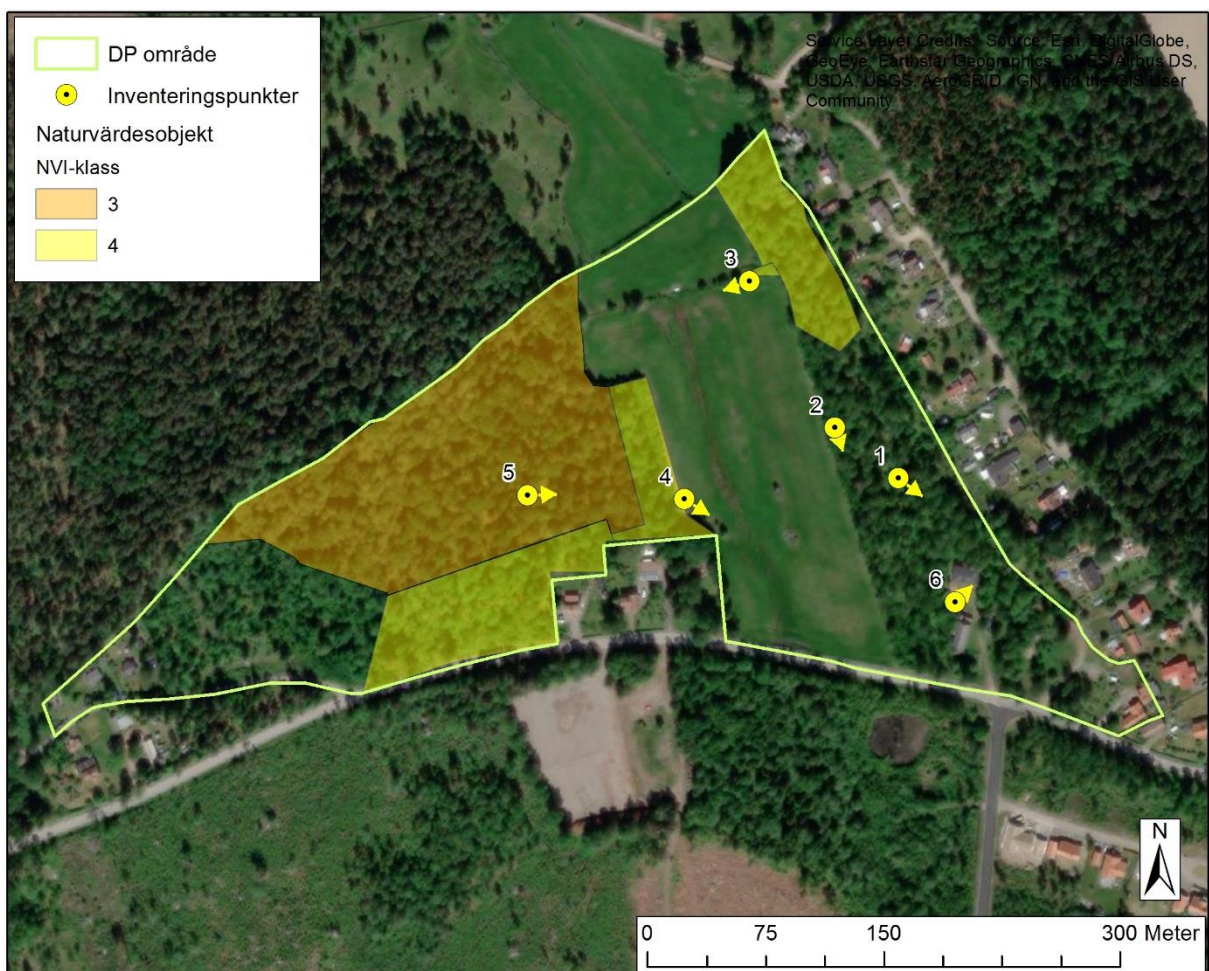 DP område
Inventeringspunkter
Naturvärdesobjekt
NVI-klass
3
4
Service Layer Credits: Source: Esri, DigitalGlobe,
GeoEye, Earthstar Geographics, CNES/Airbus DS,
USDA, USGS, AeroGRID, IGN, and the GIS User
Community
3
2
1
5
4
6
N
0 75 150 300 Meter